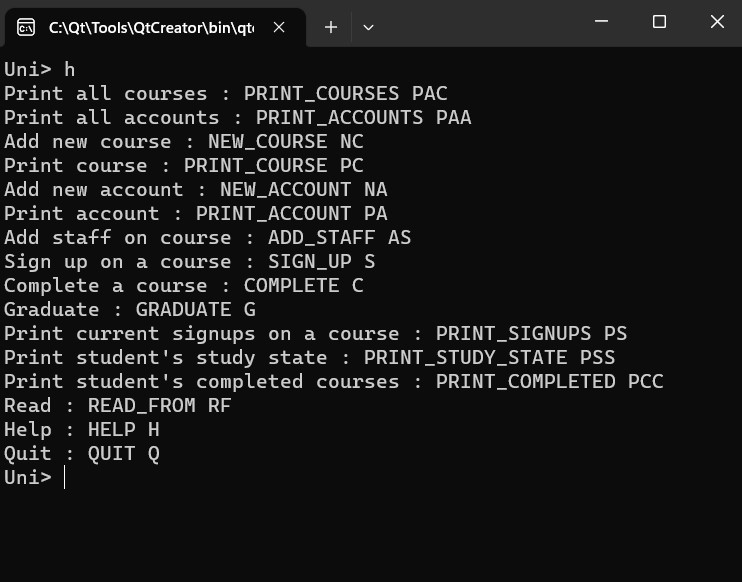 C:\Qt\Tools\QtCreator\bin\qt
Uni> h
Print all courses : PRINT_COURSES PAC
Print all accounts : PRINT_ACCOUNTS PAA
Add new course : NEW_COURSE NC
Print course : PRINT_COURSE PC
Add new account : NEW_ACCOUNT NA
Print account : PRINT_ACCOUNT PA
Add staff on course : ADD_STAFF AS
Sign up on a course : SIGN_UP S
Complete a course : COMPLETE C
Graduate : GRADUATE G
Print current signups on a course : PRINT_SIGNUPS PS
Print student's study state : PRINT_STUDY_STATE PSS
Print student's completed courses : PRINT_COMPLETED PCC
Read : READ_FROM RF
Help : HELP H
Quit : QUIT Q
Uni>